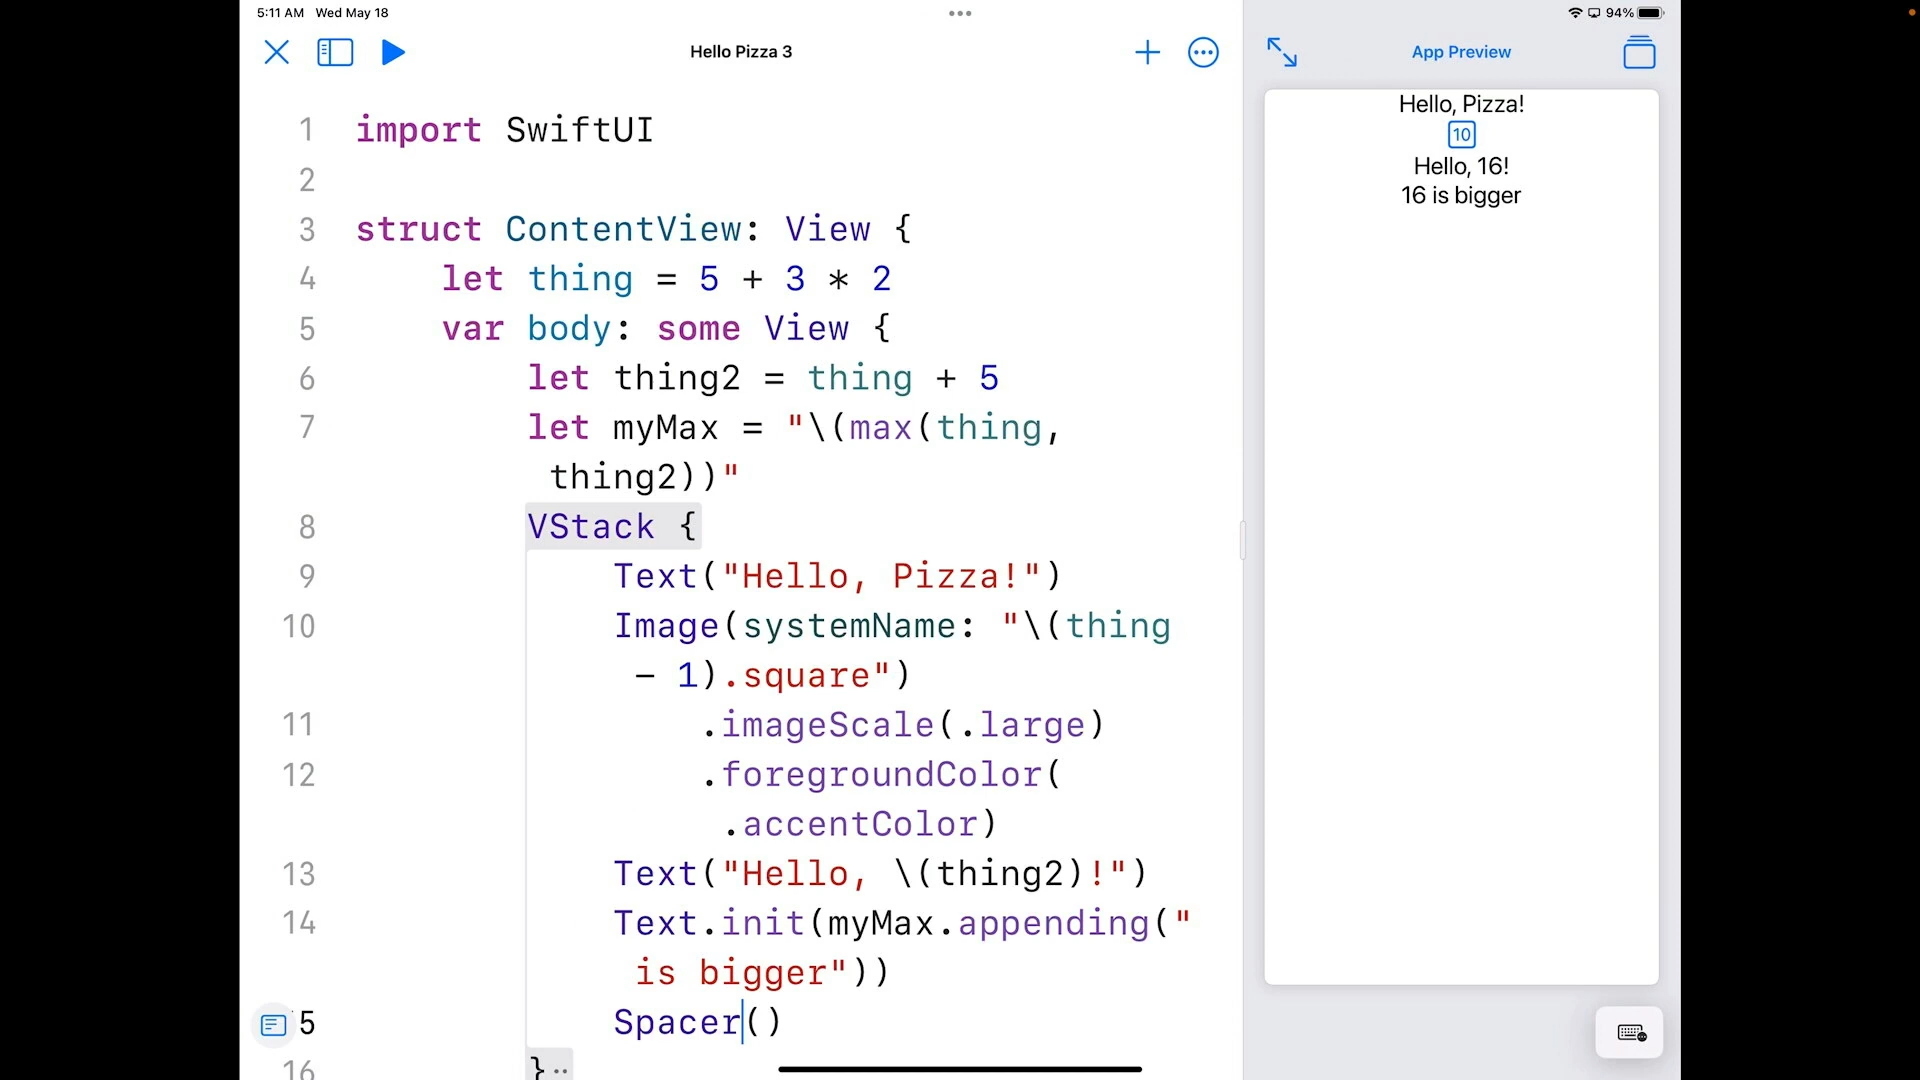 5:11 AM Wed May 18
94%
Hello Pizza 3
App Preview
1 import SwiftUI
2
3 struct ContentView: View {
4 let thing = 5 + 3 * 2
5 var body: some View {
6 let thing2 = thing + 5
7 let myMax = "\(max(thing,
thing2))"
8 VStack {
9 Text("Hello, Pizza!")
10 Image(systemName: "\(thing
- 1).square")
11 .imageScale(.large)
12 .foregroundColor(
.accentColor)
13 Text("Hello, \(thing2)!")
14 Text.init(myMax.appending("
is bigger"))
5 Spacer()
16 }
Hello, Pizza!
10
Hello, 16!
16 is bigger